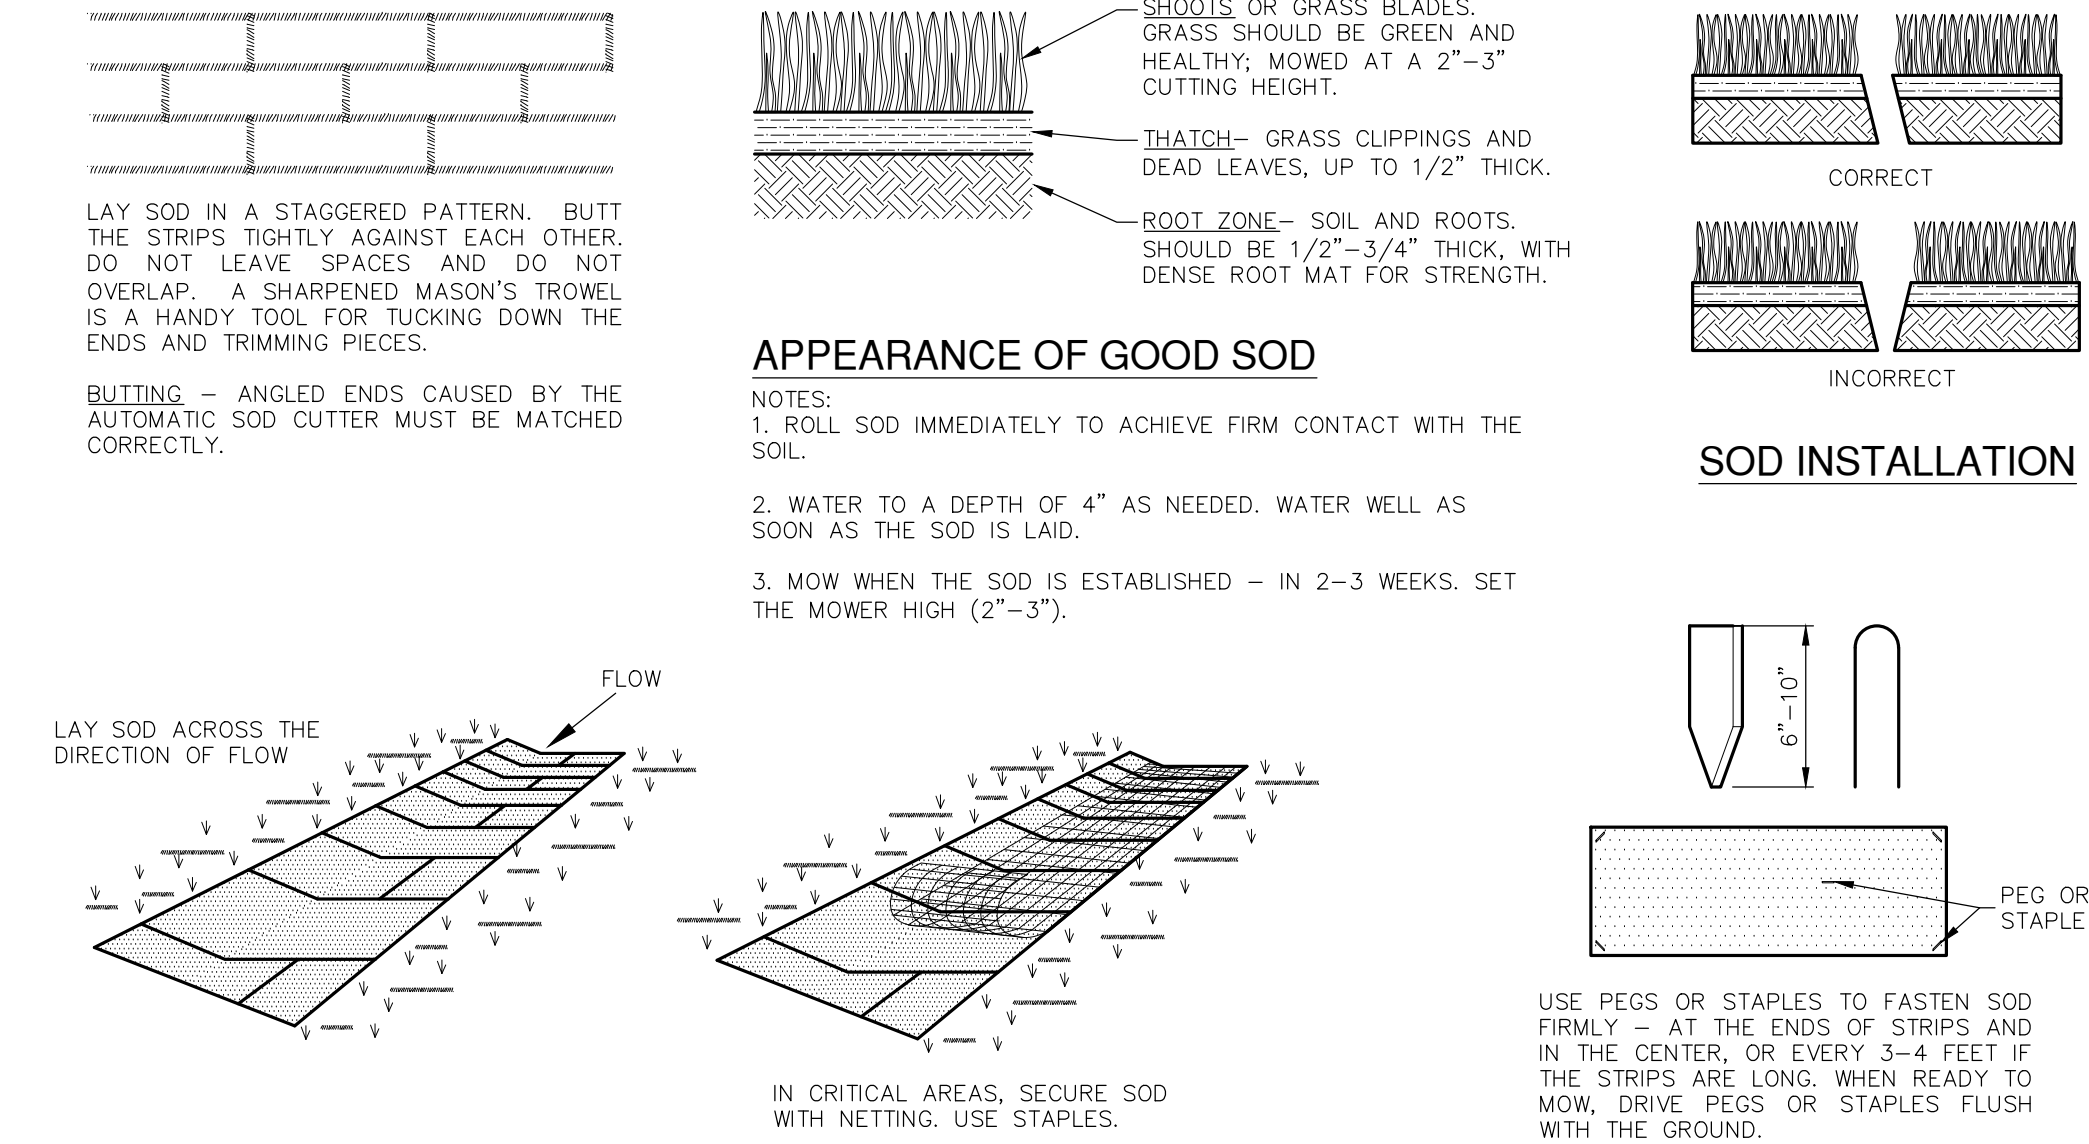 LAY SOD IN A STAGGERED PATTERN. BUTT
THE STRIPS TIGHTLY AGAINST EACH OTHER.
DO NOT LEAVE SPACES AND DO NOT
OVERLAP. A SHARPENED MASON'S TROWEL
IS A HANDY TOOL FOR TUCKING DOWN THE
ENDS AND TRIMMING PIECES.
BUTTING – ANGLED ENDS CAUSED BY THE
AUTOMATIC SOD CUTTER MUST BE MATCHED
CORRECTLY.
SHOOTS OR GRASS BLADES.
GRASS SHOULD BE GREEN AND
HEALTHY; MOWED AT A 2”–3”
CUTTING HEIGHT.
THATCH– GRASS CLIPPINGS AND
DEAD LEAVES, UP TO 1/2” THICK.
ROOT ZONE– SOIL AND ROOTS.
SHOULD BE 1/2”–3/4” THICK, WITH
DENSE ROOT MAT FOR STRENGTH.
APPEARANCE OF GOOD SOD
NOTES:
1. ROLL SOD IMMEDIATELY TO ACHIEVE FIRM CONTACT WITH THE
SOIL.
2. WATER TO A DEPTH OF 4” AS NEEDED. WATER WELL AS
SOON AS THE SOD IS LAID.
3. MOW WHEN THE SOD IS ESTABLISHED – IN 2–3 WEEKS. SET
THE MOWER HIGH (2”–3”).
CORRECT
INCORRECT
SOD INSTALLATION
FLOW
LAY SOD ACROSS THE
DIRECTION OF FLOW
IN CRITICAL AREAS, SECURE SOD
WITH NETTING. USE STAPLES.
6”–10”
PEG OR
STAPLE
USE PEGS OR STAPLES TO FASTEN SOD
FIRMLY – AT THE ENDS OF STRIPS AND
IN THE CENTER, OR EVERY 3–4 FEET IF
THE STRIPS ARE LONG. WHEN READY TO
MOW, DRIVE PEGS OR STAPLES FLUSH
WITH THE GROUND.